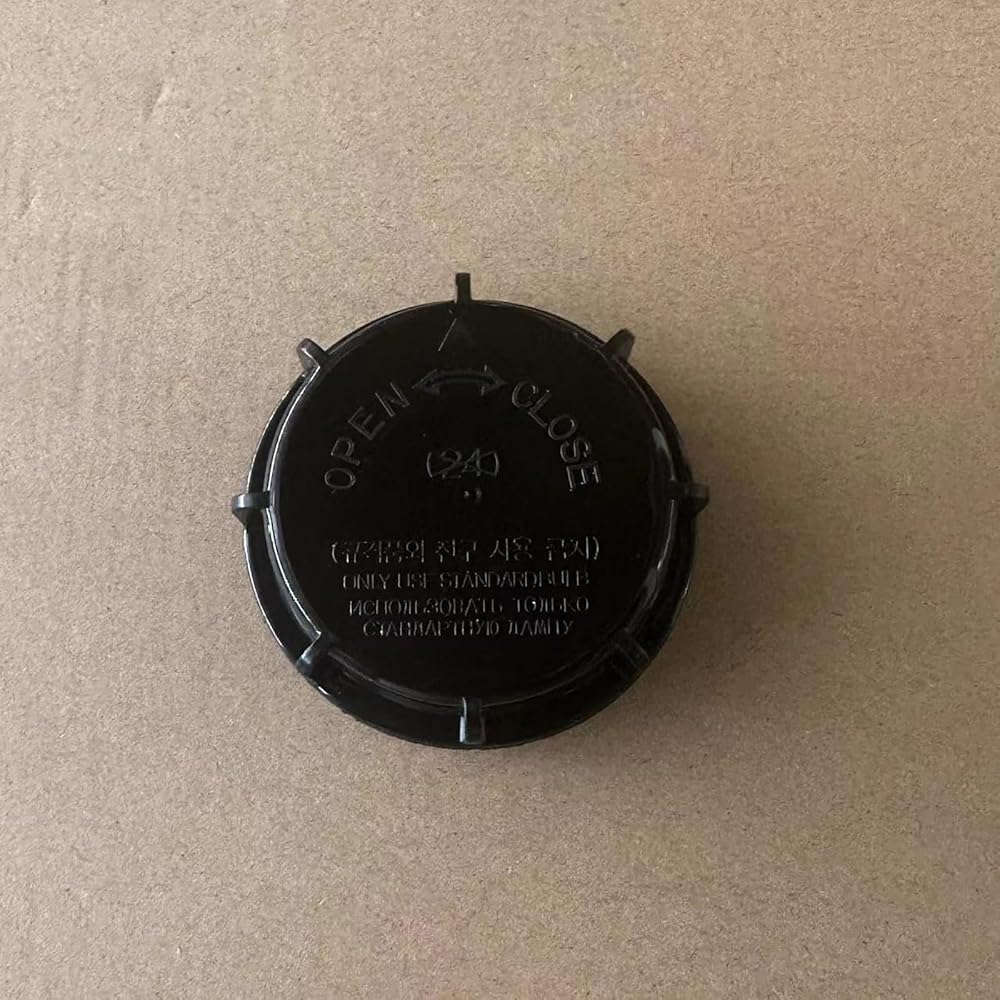 OPEN CLOSE
24
(규격품외 전구 사용 금지)
ONLY USE STANDARD BULB
ИСПОЛЬЗОВАТЬ ТОЛЬКО
СТАНДАРТНУЮ ЛАМПУ